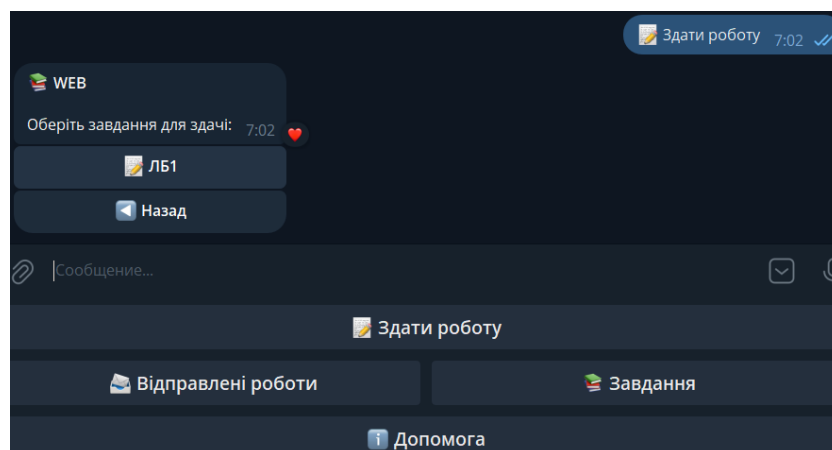 Здати роботу 7:02
WEB
Оберіть завдання для здачі: 7:02
ЛБ1
Назад
Сообщение...
Здати роботу
Відправлені роботи
Завдання
Допомога